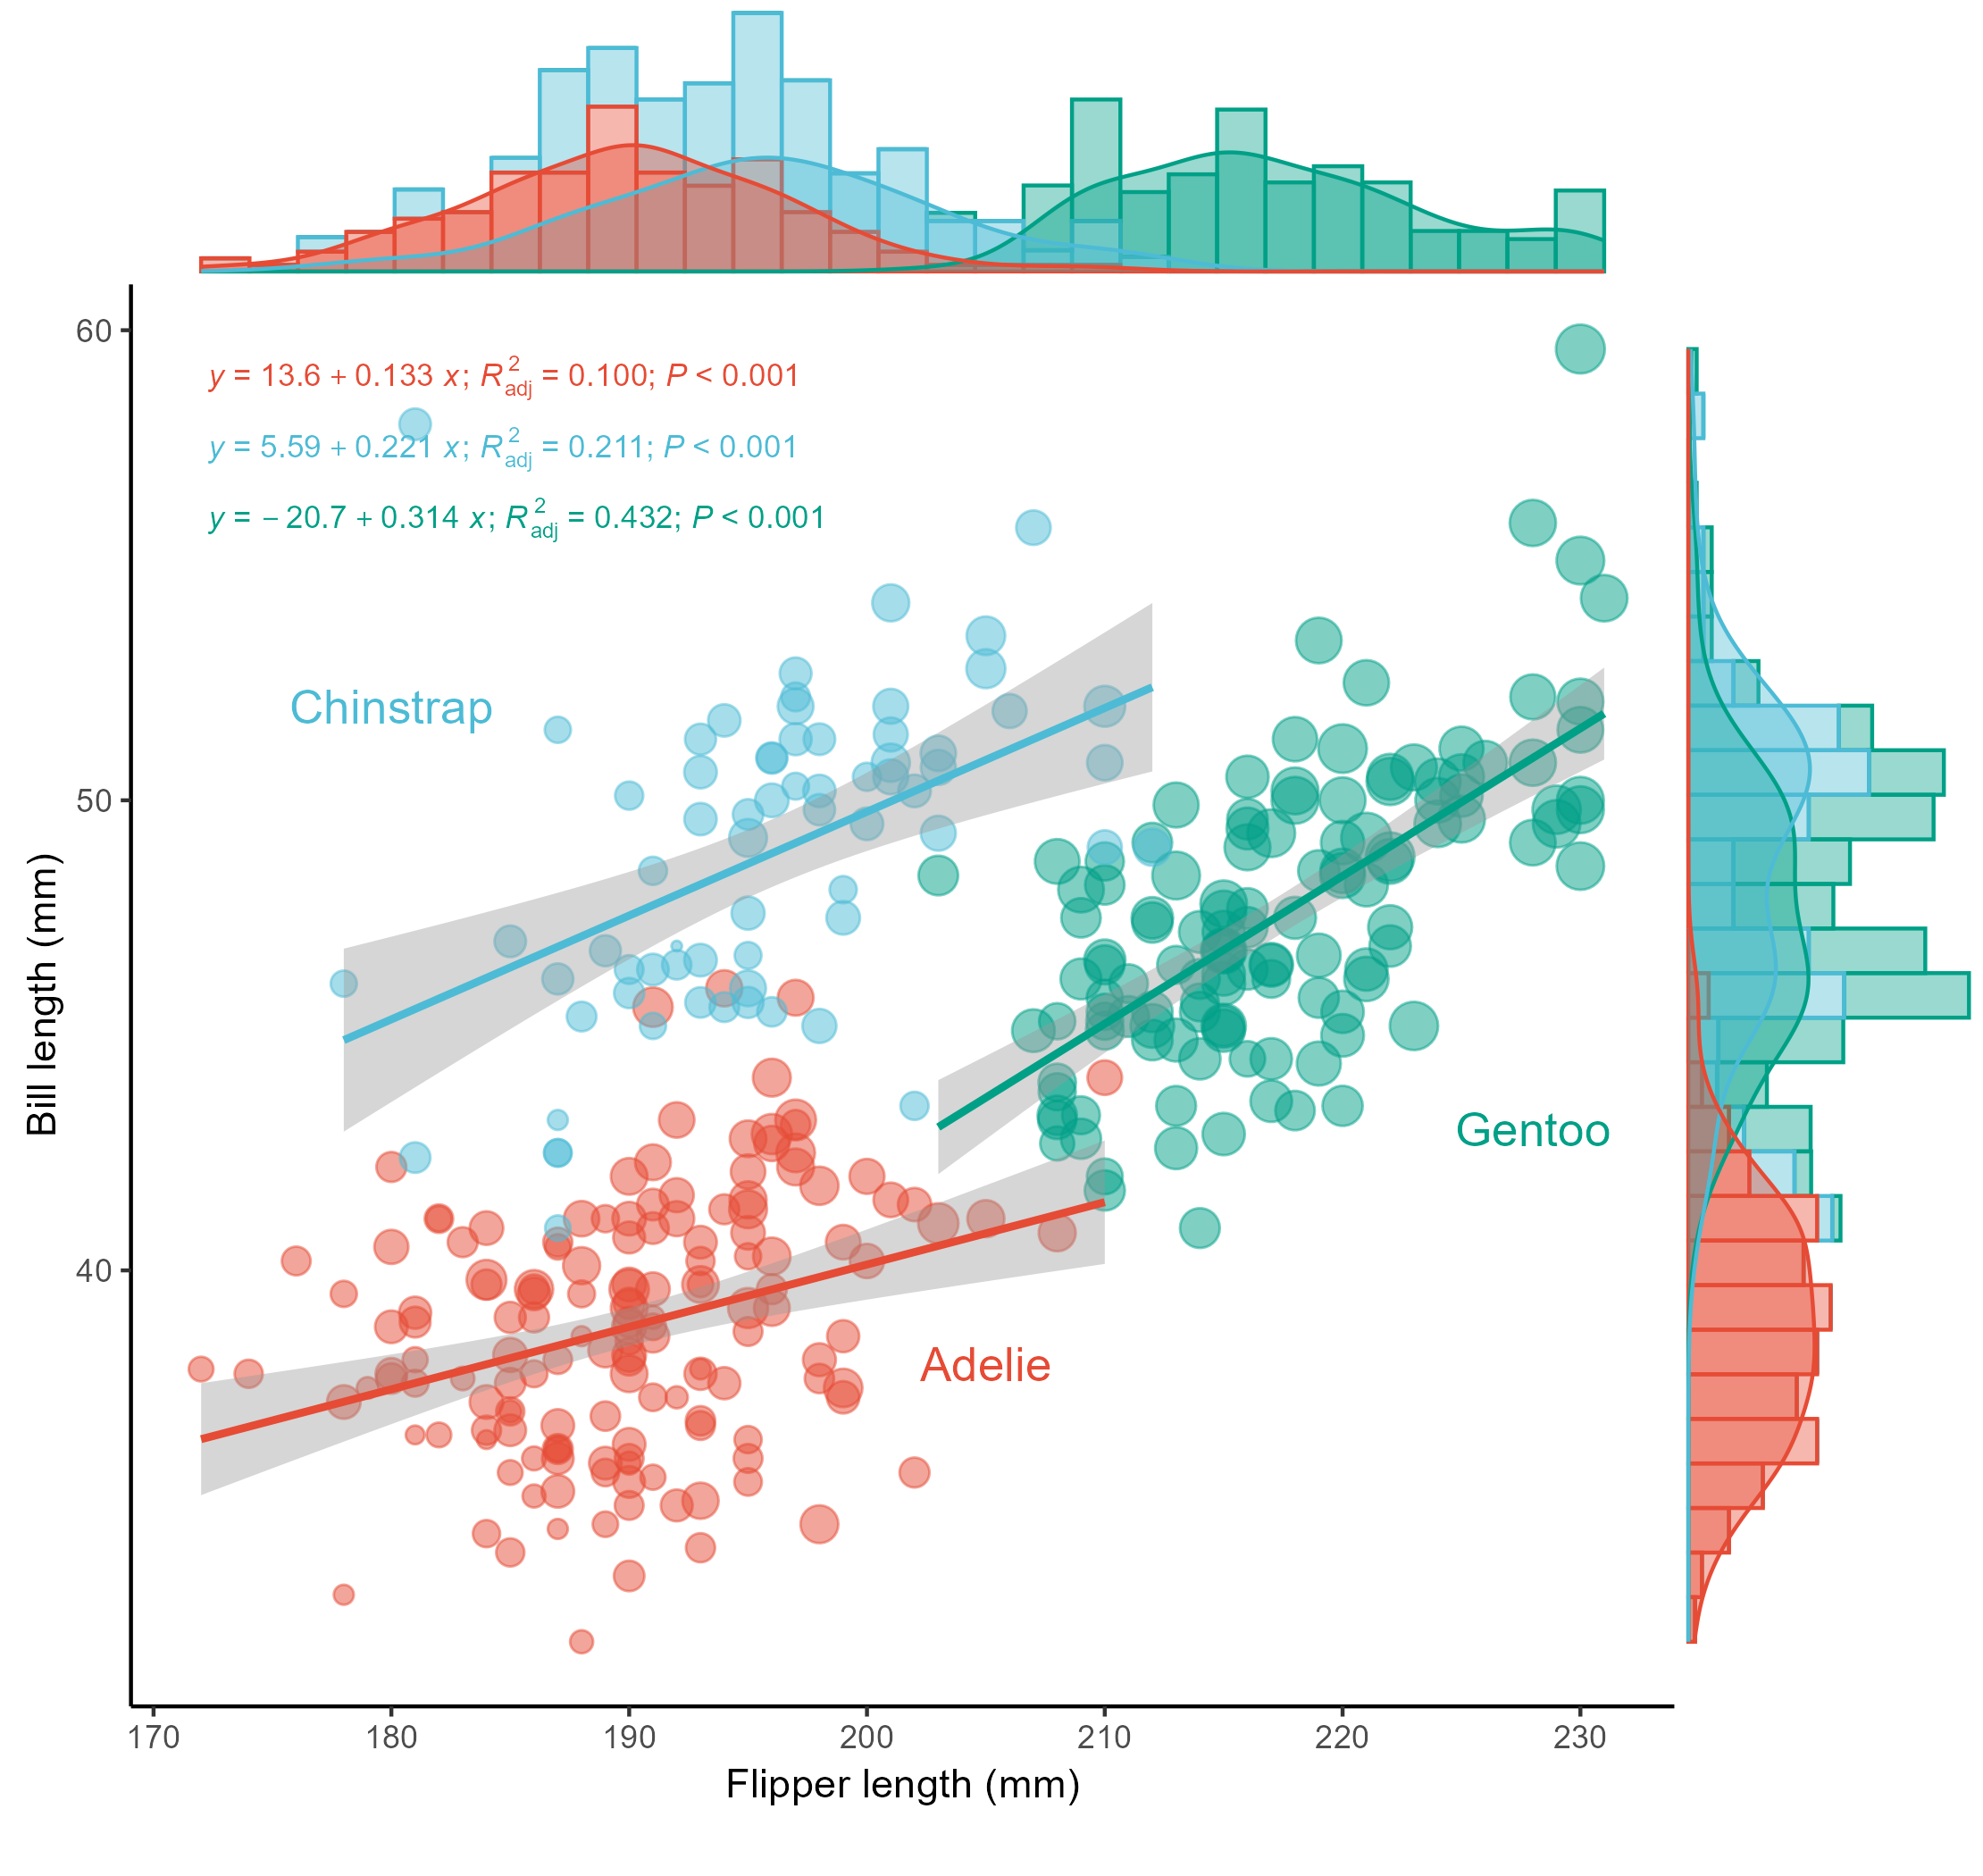 60
y = 13.6 + 0.133 x; R²adj = 0.100; P < 0.001
y = 5.59 + 0.221 x; R²adj = 0.211; P < 0.001
y = − 20.7 + 0.314 x; R²adj = 0.432; P < 0.001
Chinstrap
50
Bill length (mm)
Gentoo
40
Adelie
170 180 190 200 210 220 230
Flipper length (mm)